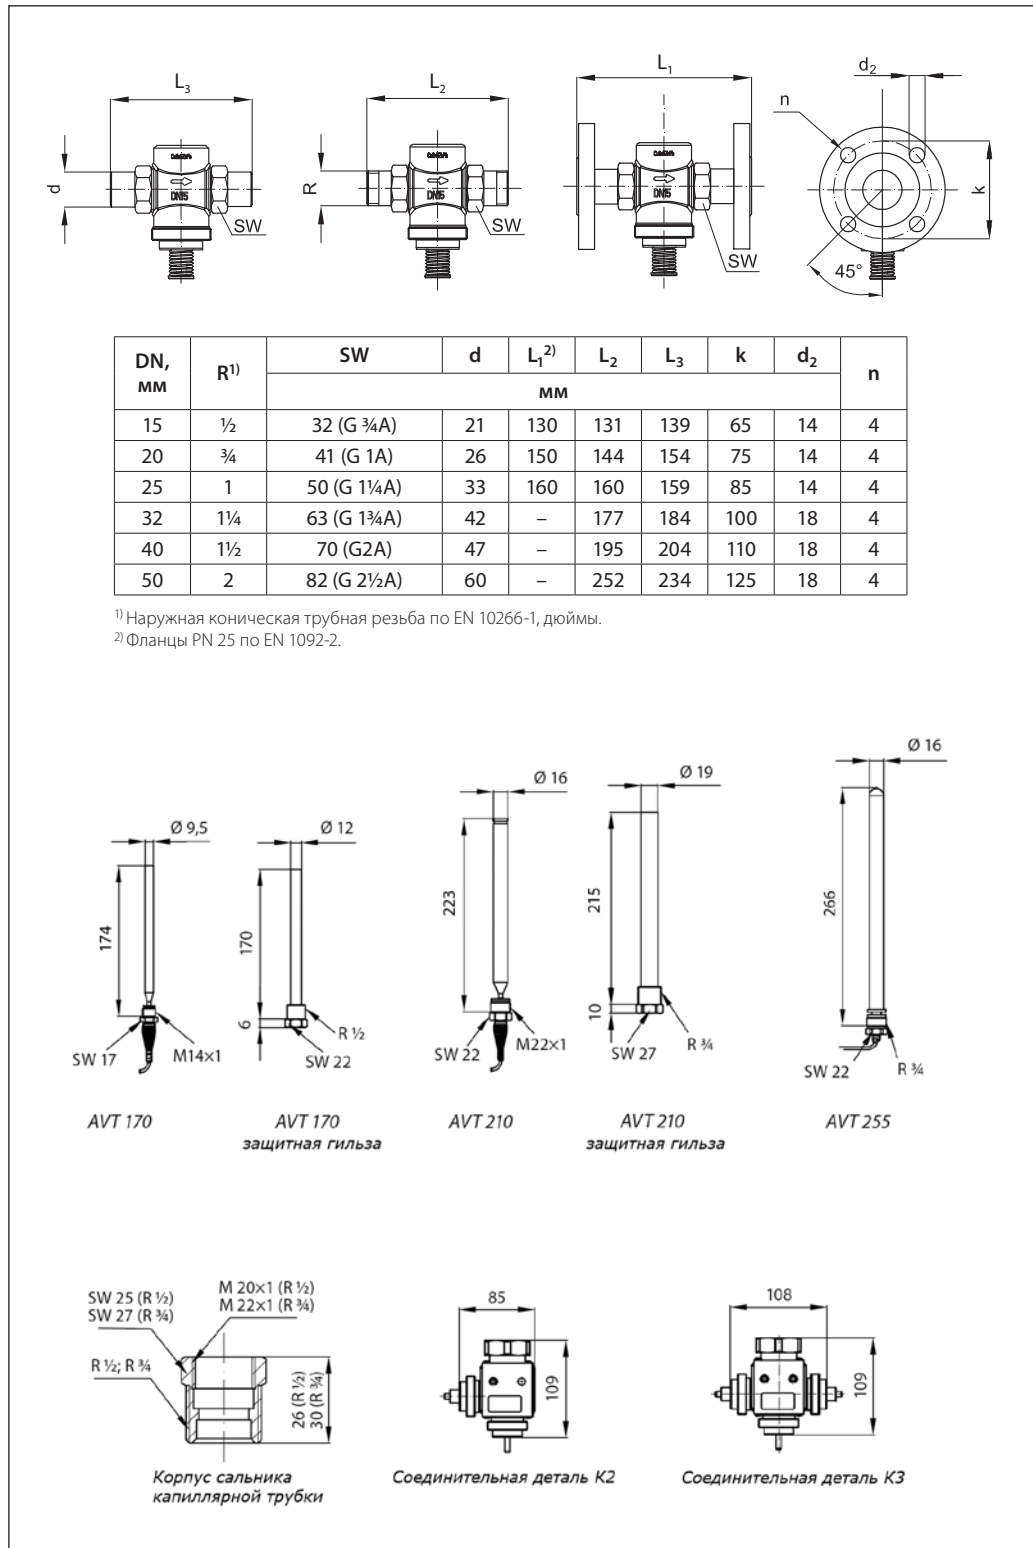 L₃
L₂
L₁
d₂
n
d
R
k
DN15
DN15
DN15
SW
SW
SW
45°
DN, мм R¹⁾ SW d L₁²⁾ L₂ L₃ k d₂ n
мм
15 ½ 32 (G ¾A) 21 130 131 139 65 14 4
20 ¾ 41 (G 1A) 26 150 144 154 75 14 4
25 1 50 (G 1¼A) 33 160 160 159 85 14 4
32 1¼ 63 (G 1¾A) 42 – 177 184 100 18 4
40 1½ 70 (G2A) 47 – 195 204 110 18 4
50 2 82 (G 2½A) 60 – 252 234 125 18 4
¹⁾ Наружная коническая трубная резьба по EN 10266-1, дюймы.
²⁾ Фланцы PN 25 по EN 1092-2.
Ø 9,5
174
SW 17
M14×1
AVT 170
Ø 12
170
6
R ½
SW 22
AVT 170
защитная гильза
Ø 16
223
SW 22
M22×1
AVT 210
Ø 19
215
10
SW 27
R ¾
AVT 210
защитная гильза
Ø 16
266
SW 22
R ¾
AVT 255
SW 25 (R ½)
SW 27 (R ¾)
M 20×1 (R ½)
M 22×1 (R ¾)
R ½; R ¾
26 (R ½)
30 (R ¾)
Корпус сальника
капиллярной трубки
85
109
Соединительная деталь K2
108
109
Соединительная деталь K3